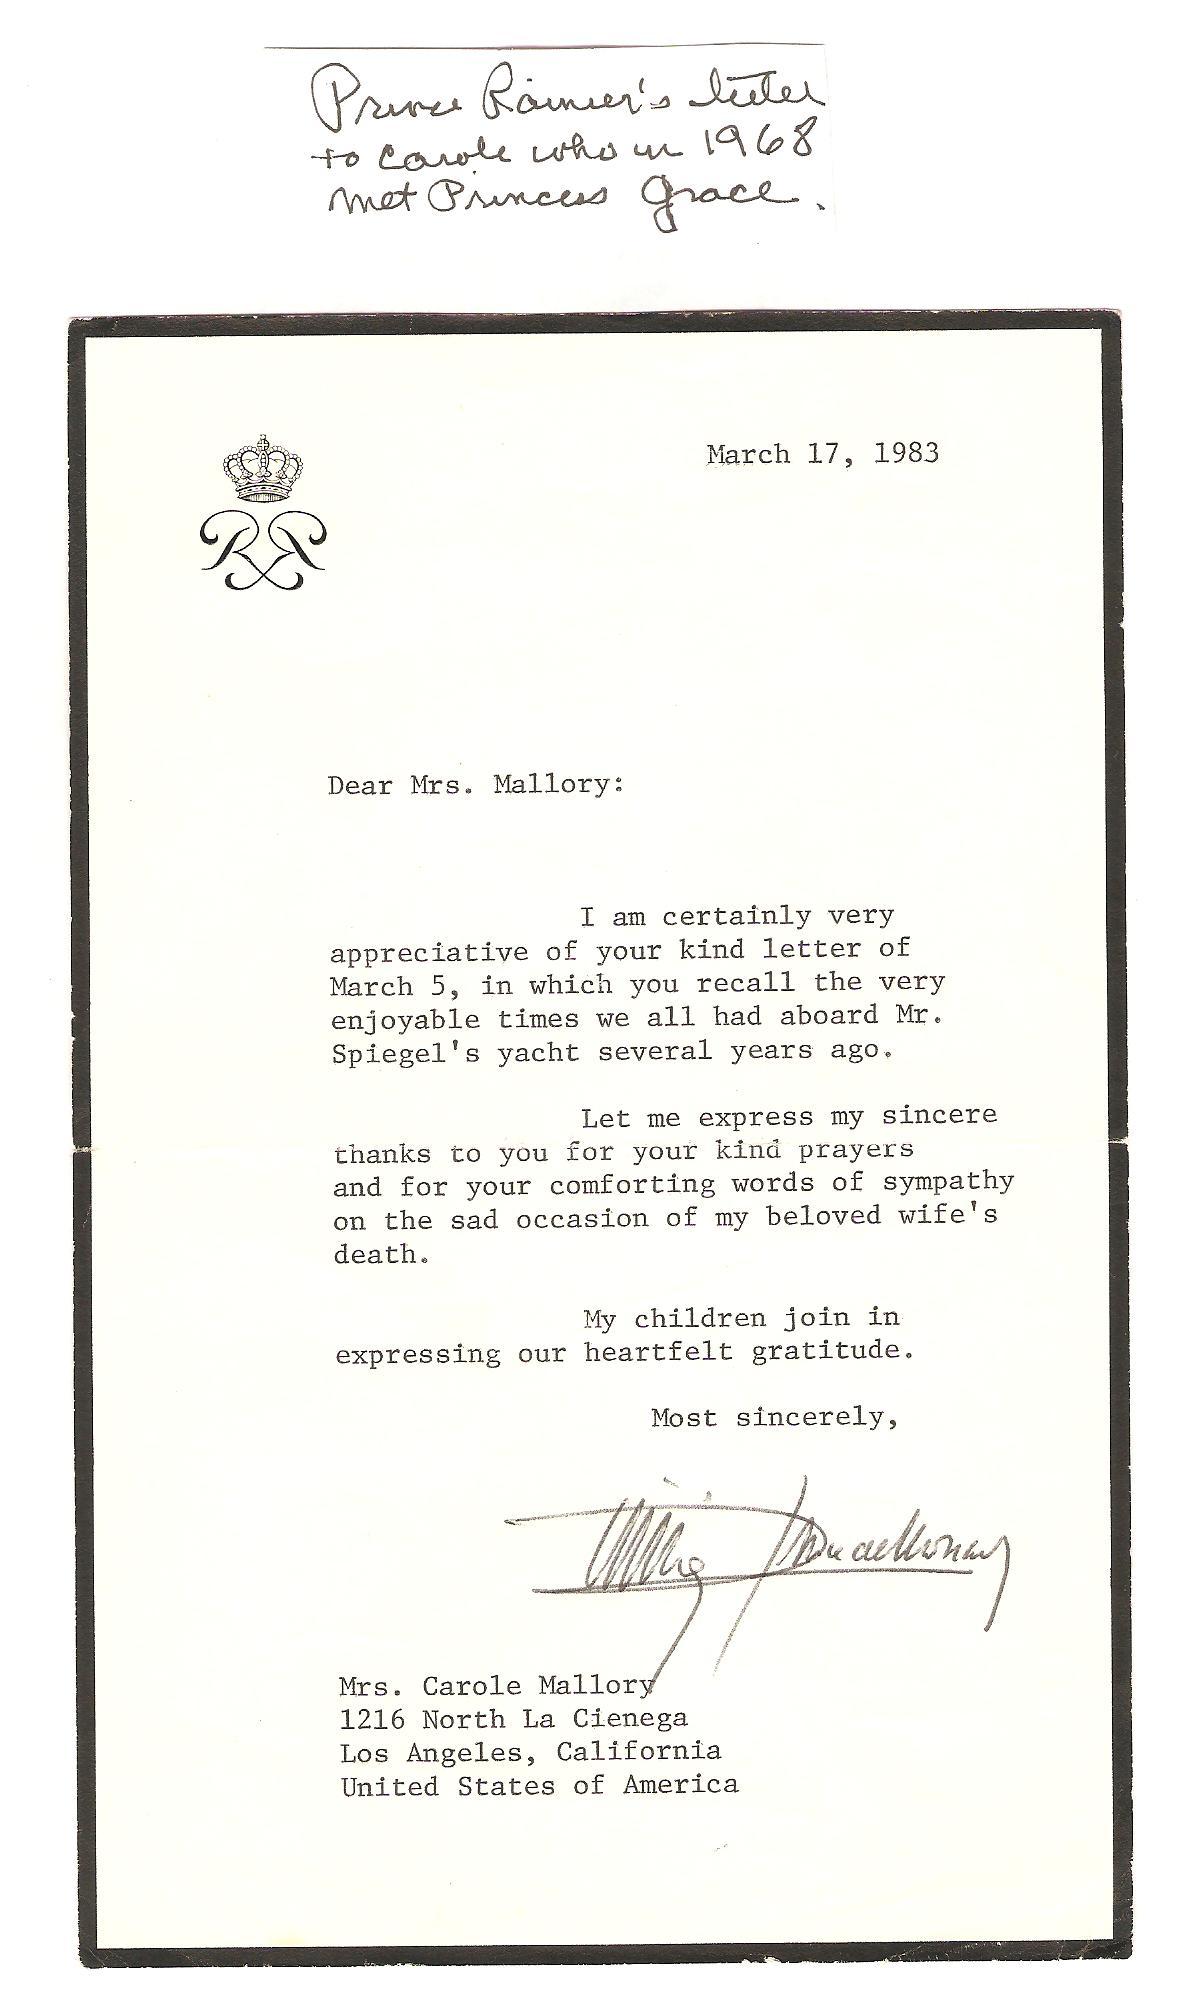 Prince Rainier's letter
to Carole who in 1968
met Princess Grace.
March 17, 1983
RR
Dear Mrs. Mallory:
I am certainly very
appreciative of your kind letter of
March 5, in which you recall the very
enjoyable times we all had aboard Mr.
Spiegel's yacht several years ago.
Let me express my sincere
thanks to you for your kind prayers
and for your comforting words of sympathy
on the sad occasion of my beloved wife's
death.
My children join in
expressing our heartfelt gratitude.
Most sincerely,
Mrs. Carole Mallory
1216 North La Cienega
Los Angeles, California
United States of America